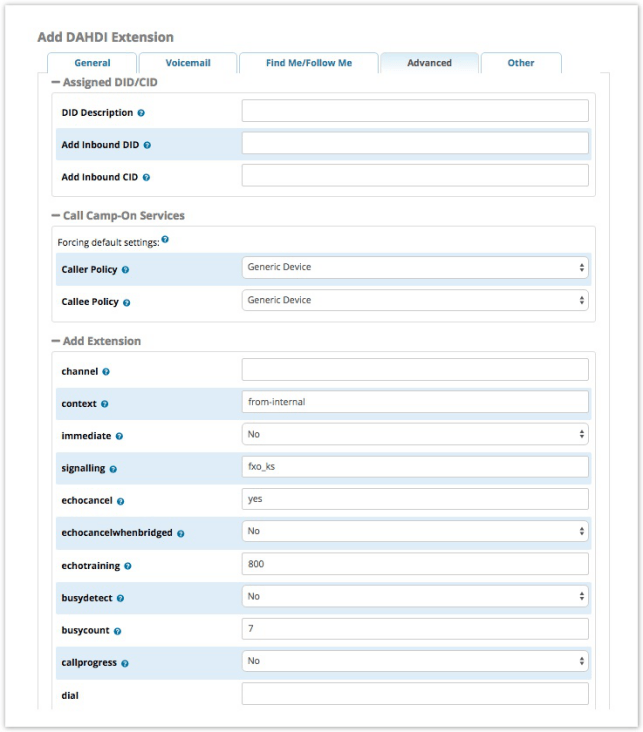 Add DAHDI Extension
General Voicemail Find Me/Follow Me Advanced Other
Assigned DID/CID
DID Description
Add Inbound DID
Add Inbound CID
Call Camp-On Services
Forcing default settings:
Caller Policy Generic Device
Callee Policy Generic Device
Add Extension
channel
context from-internal
immediate No
signalling fxo_ks
echocancel yes
echocancelwhenbridged No
echotraining 800
busydetect No
busycount 7
callprogress No
dial